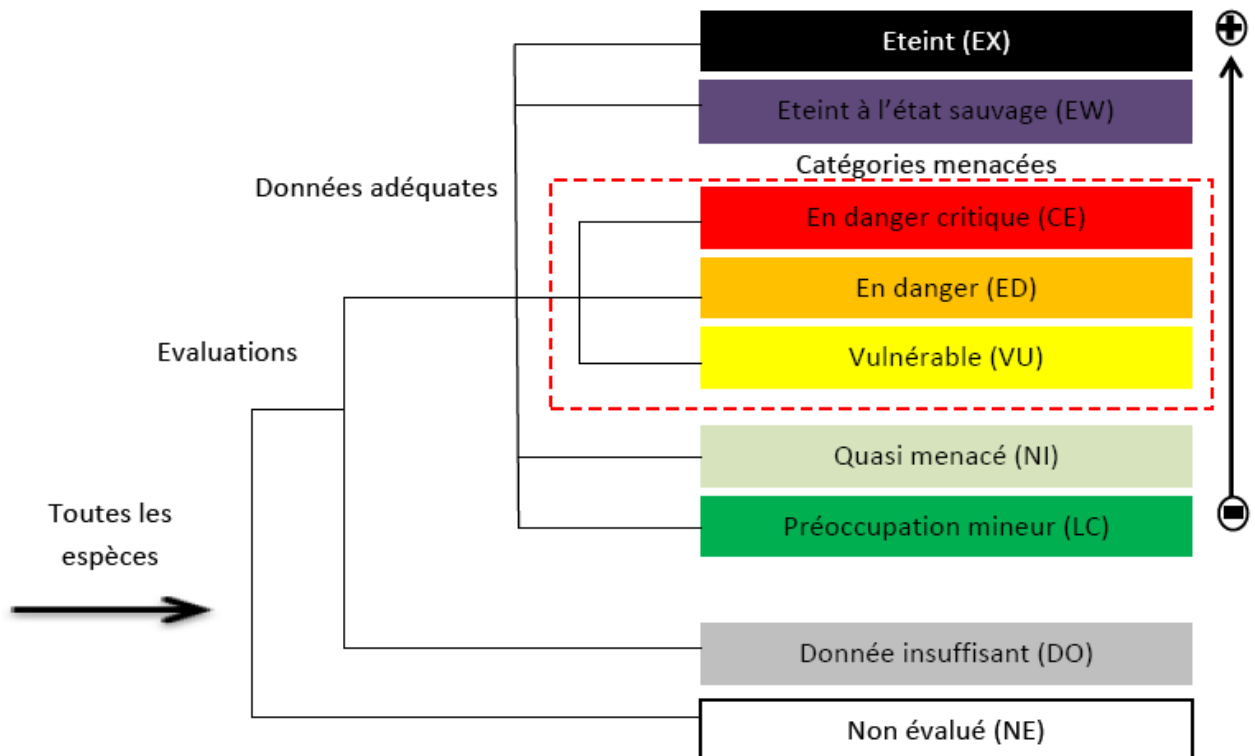 Eteint (EX)
Eteint à l'état sauvage (EW)
Catégories menacées
Données adéquates
En danger critique (CE)
En danger (ED)
Evaluations
Vulnérable (VU)
Quasi menacé (NI)
Toutes les
espèces
Préoccupation mineur (LC)
Donnée insuffisant (DO)
Non évalué (NE)